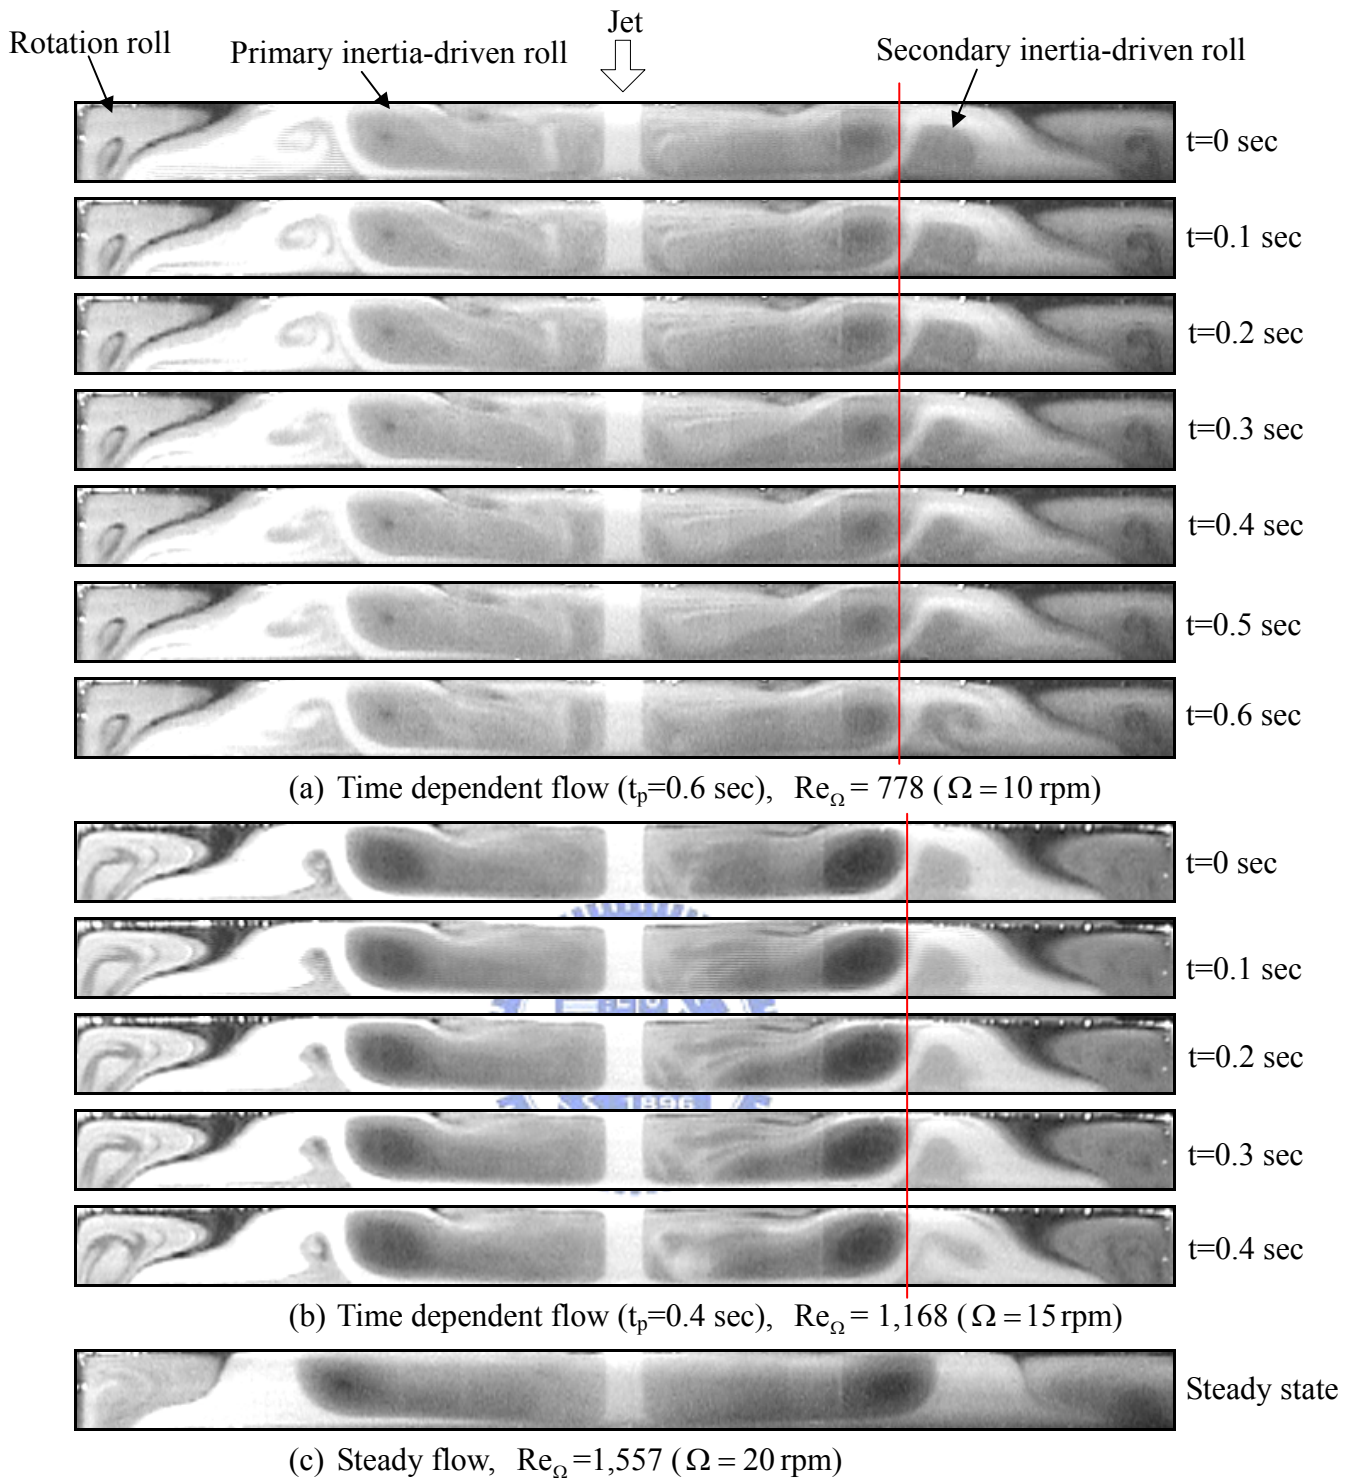 Jet
Rotation roll
Primary inertia-driven roll
Secondary inertia-driven roll
t=0 sec
t=0.1 sec
t=0.2 sec
t=0.3 sec
t=0.4 sec
t=0.5 sec
t=0.6 sec
(a) Time dependent flow (tp=0.6 sec), ReΩ = 778 ( Ω = 10 rpm)
t=0 sec
t=0.1 sec
t=0.2 sec
1896
t=0.3 sec
t=0.4 sec
(b) Time dependent flow (tp=0.4 sec), ReΩ = 1,168 ( Ω = 15 rpm)
Steady state
(c) Steady flow, ReΩ =1,557 ( Ω = 20 rpm)